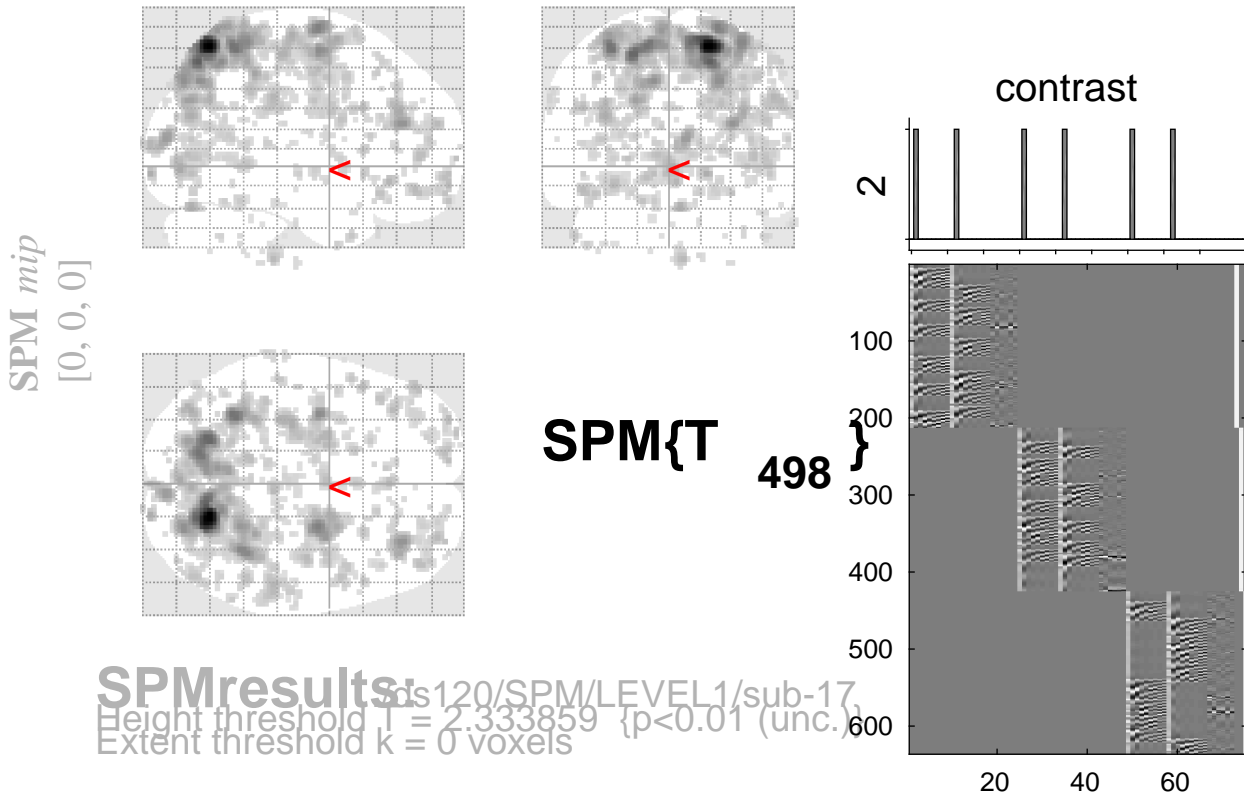 SPM mip
[0, 0, 0]
<
<
<
SPM{T498}
contrast
2
100
200
300
400
500
600
20
40
60
SPMresults: ./ds120/SPM/LEVEL1/sub-17
Height threshold T = 2.333859 {p<0.01 (unc.)}
Extent threshold k = 0 voxels